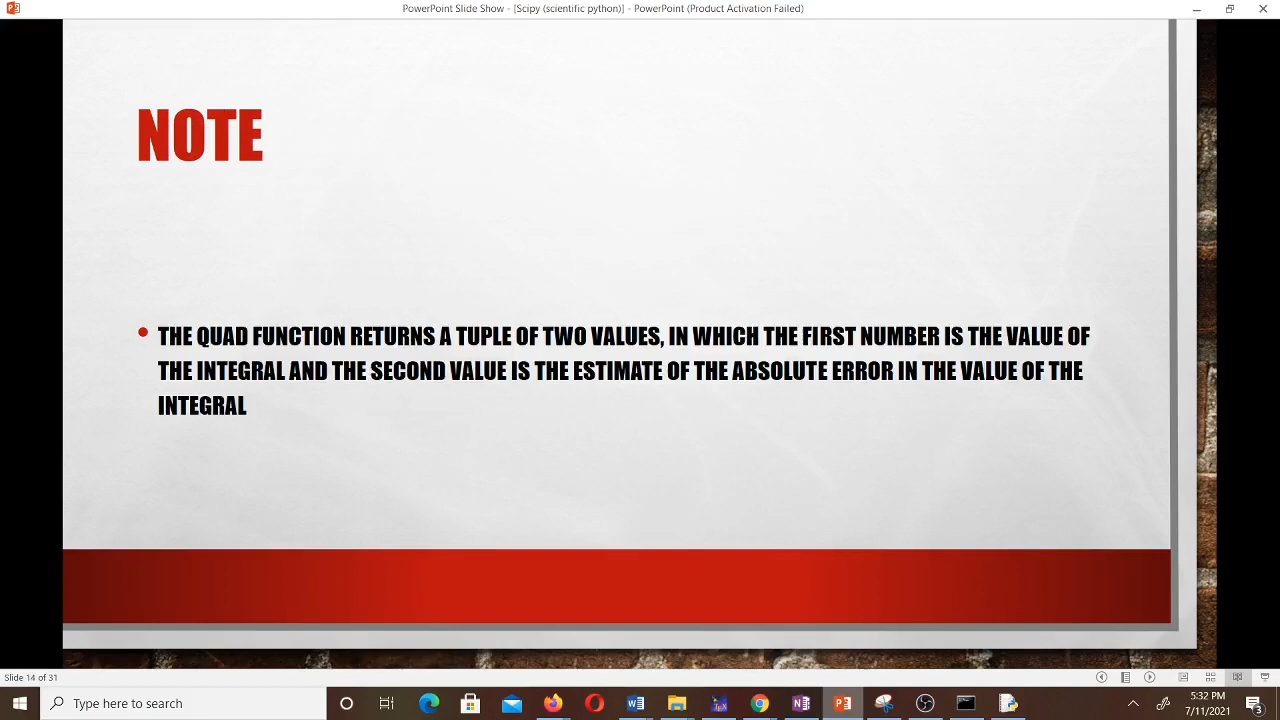 PowerPoint Slide Show - [Scipy (scientific python)] - PowerPoint (Product Activation Failed)
NOTE
• THE QUAD FUNCTION RETURNS A TUPLE OF TWO VALUES, IN WHICH THE FIRST NUMBER IS THE VALUE OF
THE INTEGRAL AND THE SECOND VALUE IS THE ESTIMATE OF THE ABSOLUTE ERROR IN THE VALUE OF THE
INTEGRAL
Slide 14 of 31
Type here to search
5:32 PM
7/11/2021
3